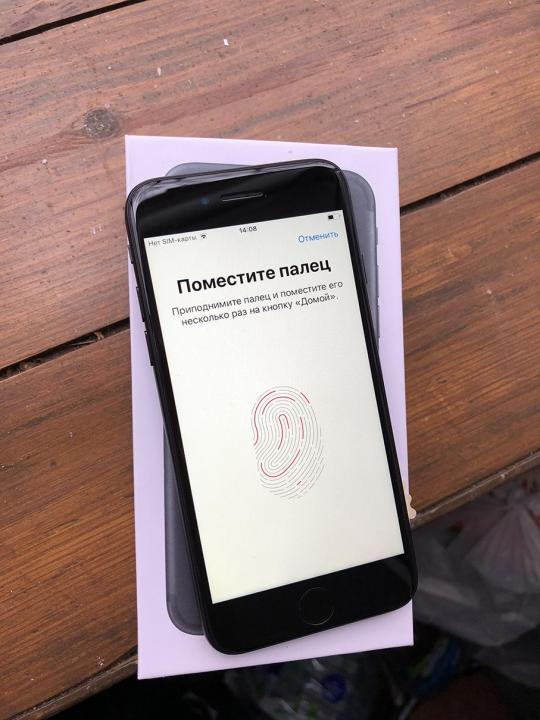 Нет SIM-карты
14:08
Отменить
Поместите палец
Приподнимите палец и поместите его
несколько раз на кнопку «Домой».